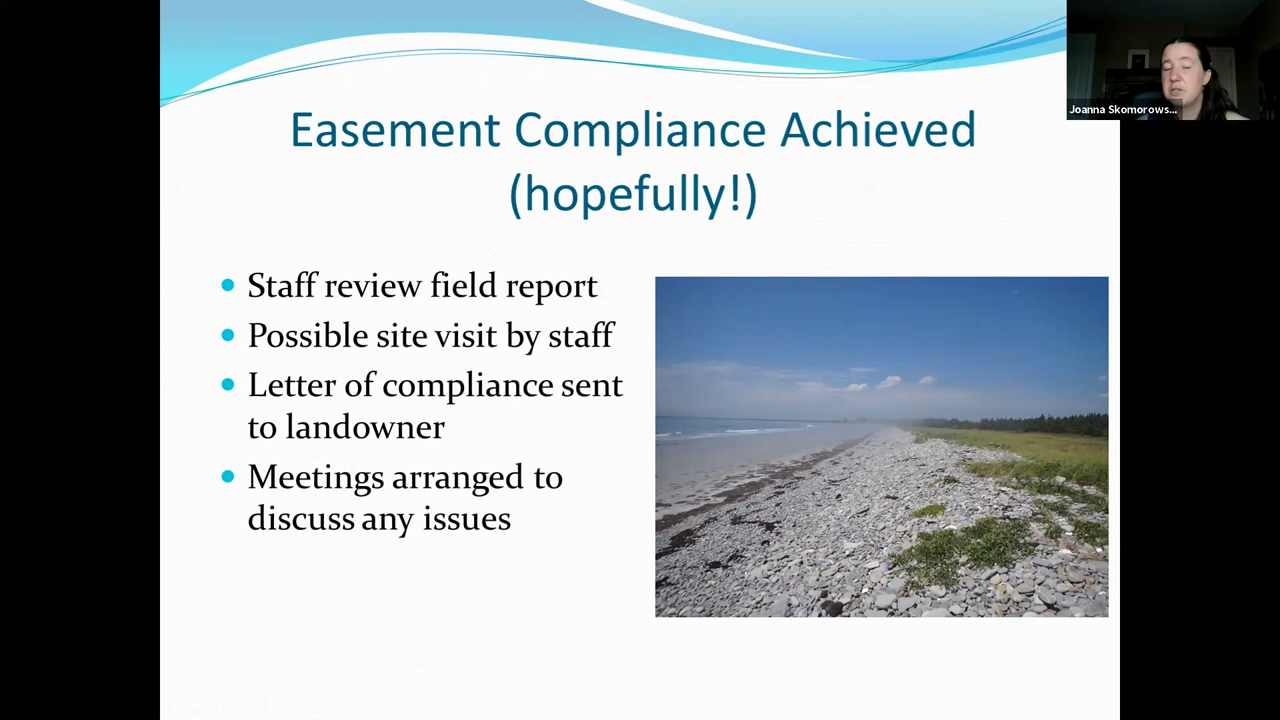 Joanna Skomorows...
Easement Compliance Achieved
(hopefully!)
• Staff review field report
• Possible site visit by staff
• Letter of compliance sent
to landowner
• Meetings arranged to
discuss any issues